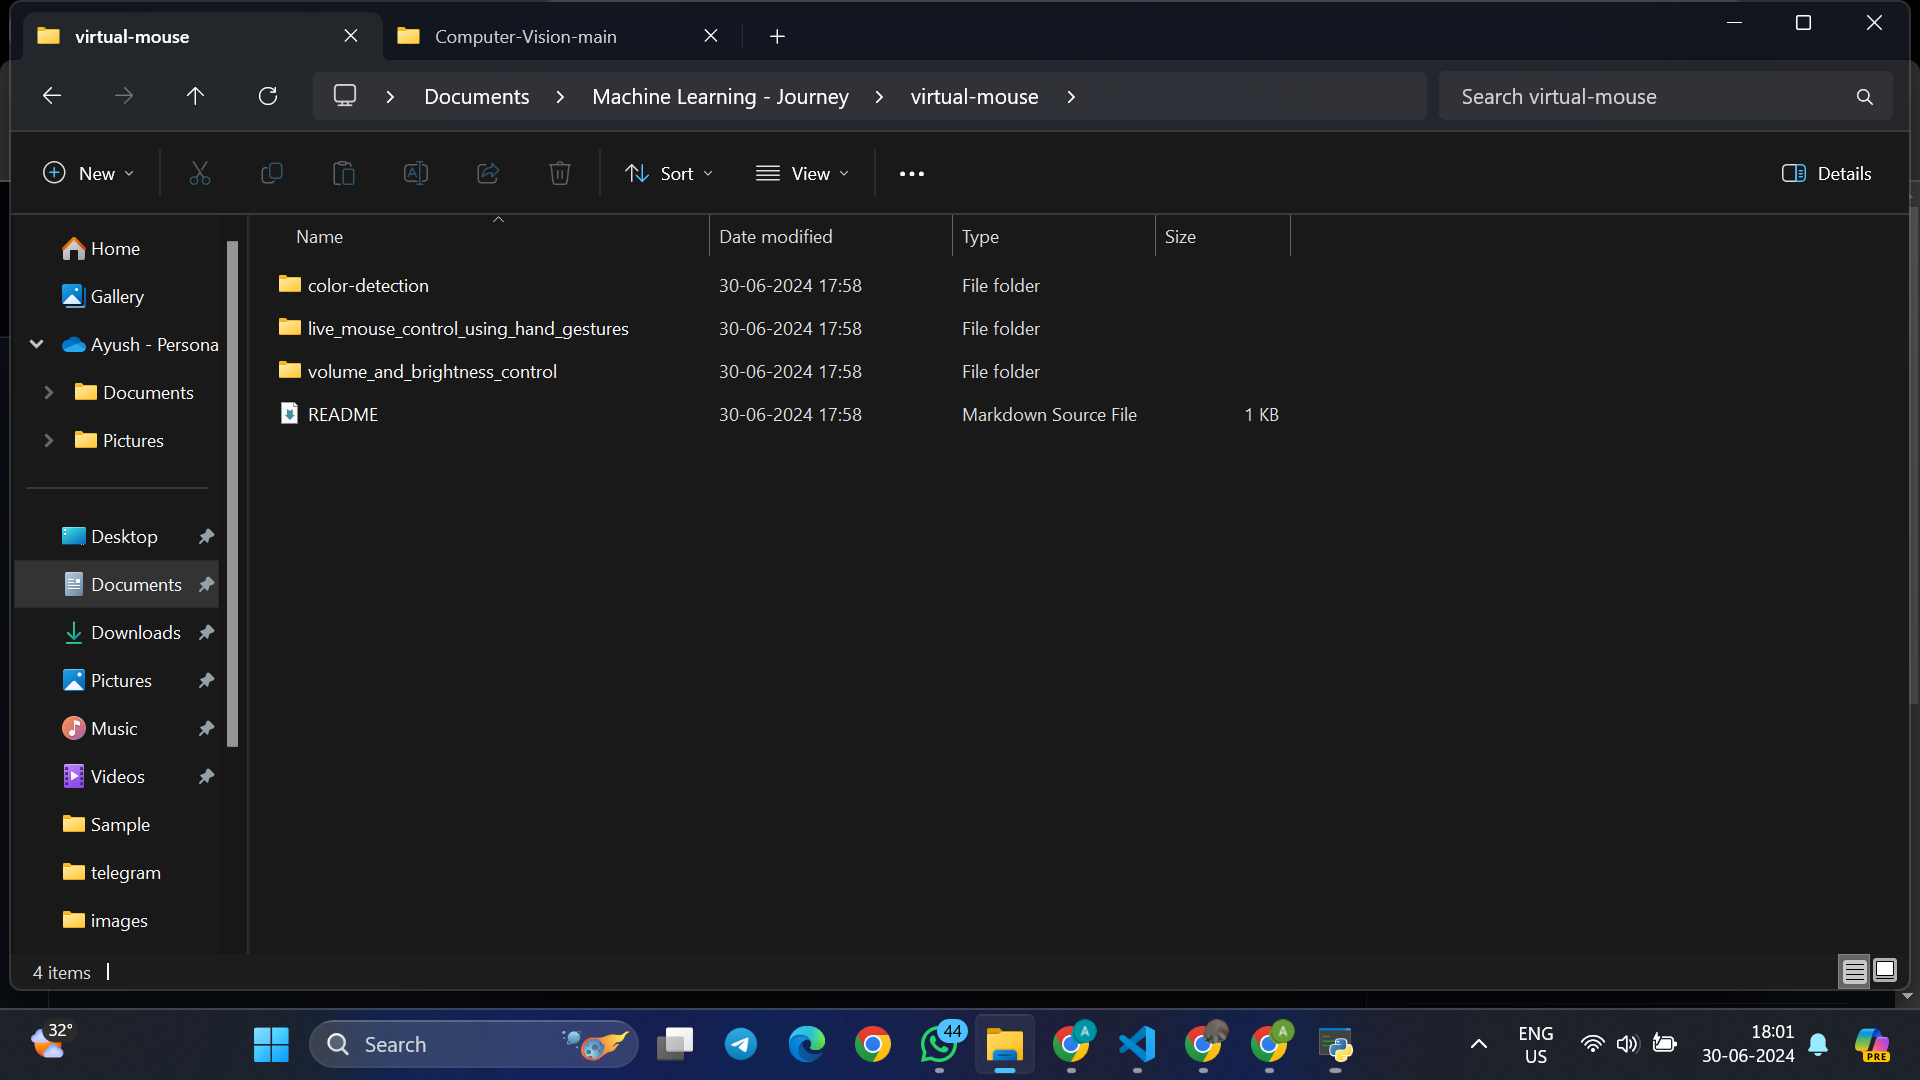 virtual-mouse
Computer-Vision-main
Documents
Machine Learning - Journey
virtual-mouse
Search virtual-mouse
New
Sort
View
Details
Name
Date modified
Type
Size
Home
Gallery
Ayush - Persona
Documents
Pictures
Desktop
Documents
Downloads
Pictures
Music
Videos
Sample
telegram
images
color-detection 30-06-2024 17:58 File folder
live_mouse_control_using_hand_gestures 30-06-2024 17:58 File folder
volume_and_brightness_control 30-06-2024 17:58 File folder
README 30-06-2024 17:58 Markdown Source File 1 KB
4 items
32°
Search
44
A
A
ENG
US
18:01
30-06-2024
PRE